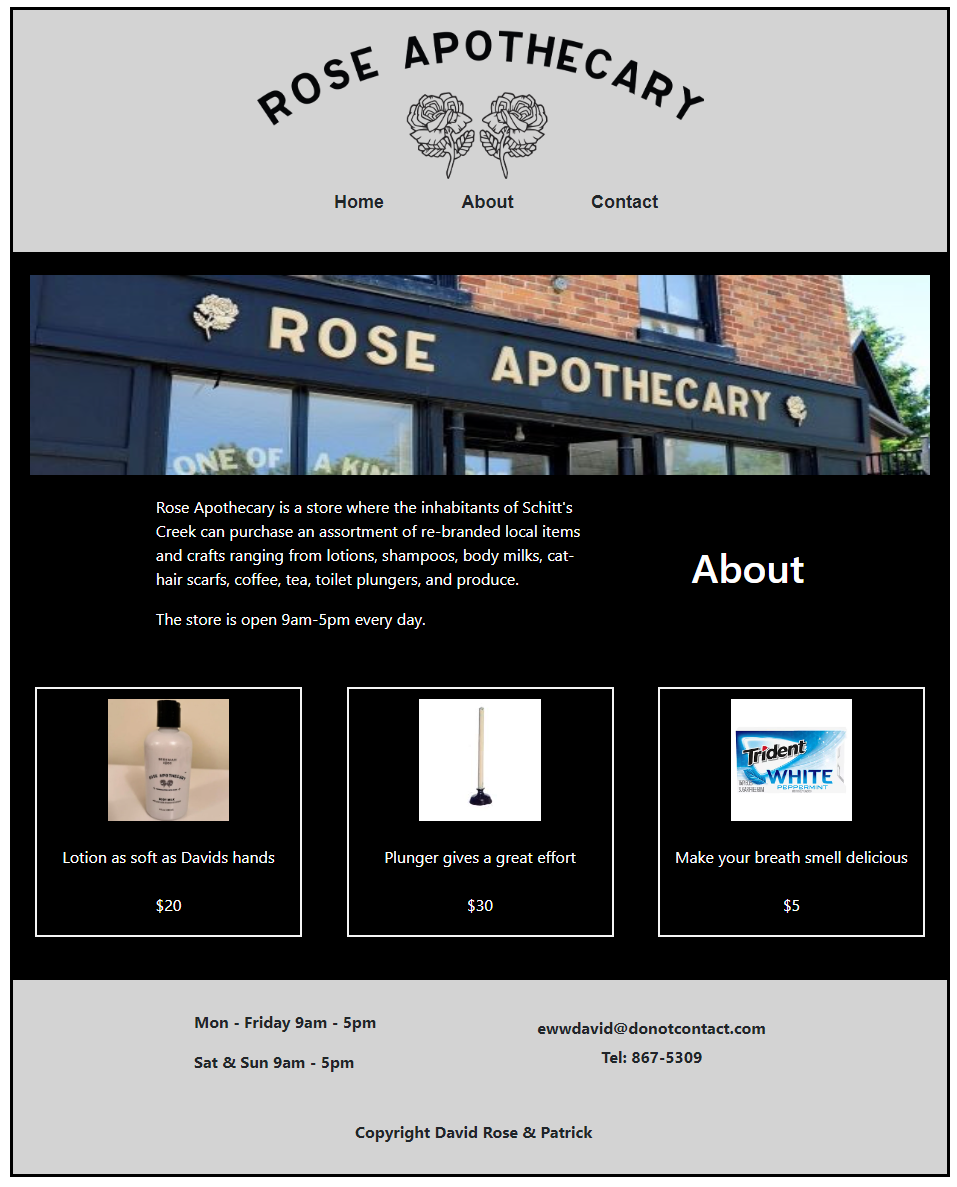 ROSE APOTHECARY
Home About Contact
ROSE APOTHECARY
ONE OF A KIN
Rose Apothecary is a store where the inhabitants of Schitt's
Creek can purchase an assortment of re-branded local items
and crafts ranging from lotions, shampoos, body milks, cat-
hair scarfs, coffee, tea, toilet plungers, and produce.
The store is open 9am-5pm every day.
About
ROSE APOTHECARY
Trident
WHITE
PEPPERMINT
Lotion as soft as Davids hands
Plunger gives a great effort
Make your breath smell delicious
$20
$30
$5
Mon - Friday 9am - 5pm
Sat & Sun 9am - 5pm
ewwdavid@donotcontact.com
Tel: 867-5309
Copyright David Rose & Patrick